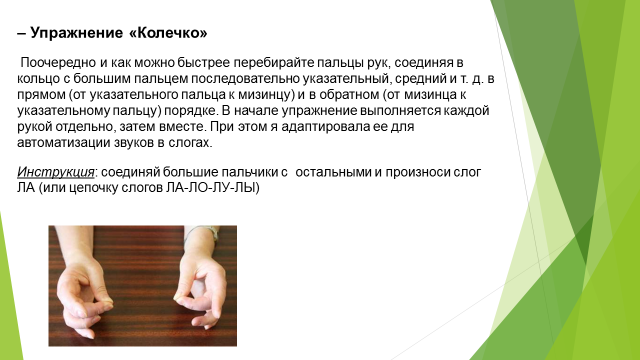 – Упражнение «Колечко»
Поочередно и как можно быстрее перебирайте пальцы рук, соединяя в
кольцо с большим пальцем последовательно указательный, средний и т. д. в
прямом (от указательного пальца к мизинцу) и в обратном (от мизинца к
указательному пальцу) порядке. В начале упражнение выполняется каждой
рукой отдельно, затем вместе. При этом я адаптировала ее для
автоматизации звуков в слогах.
Инструкция: соединяй большие пальчики с остальными и произноси слог
ЛА (или цепочку слогов ЛА-ЛО-ЛУ-ЛЫ)